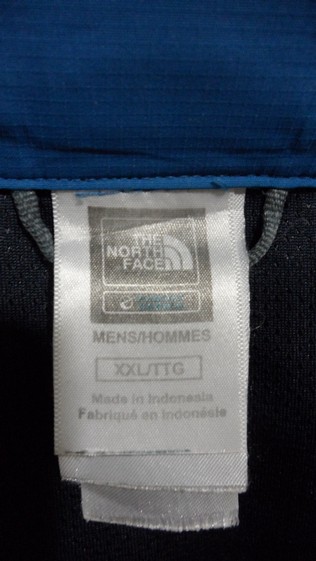 THE
NORTH
FACE
MENS/HOMMES
XXL/TTG
Made in Indonesia
Fabriqué en Indonésie